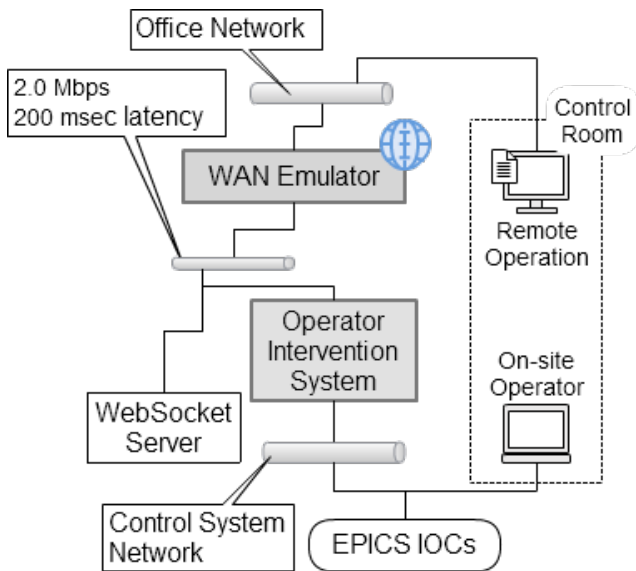 Office Network
2.0 Mbps
200 msec latency
Control
Room
WAN Emulator
Remote
Operation
Operator
Intervention
System
On-site
Operator
WebSocket
Server
Control System
Network
EPICS IOCs